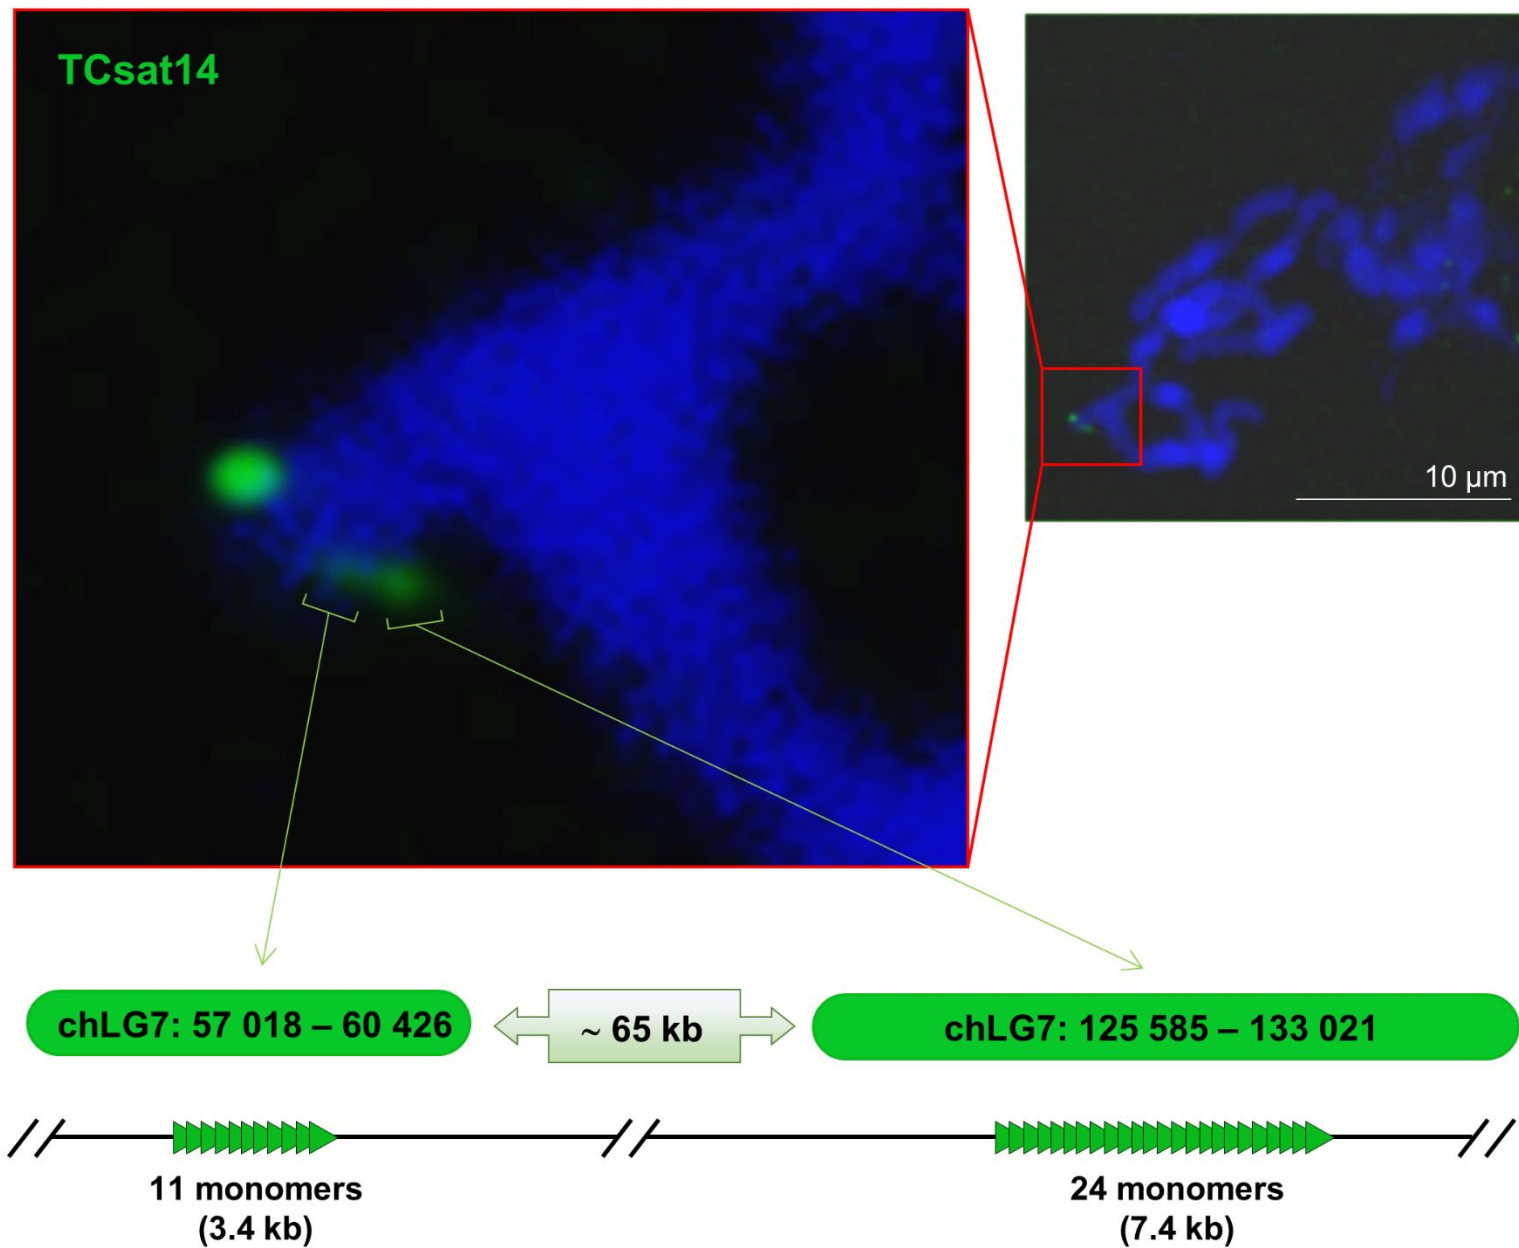 TCsat14
10 µm
chLG7: 57 018 – 60 426
~ 65 kb
chLG7: 125 585 – 133 021
11 monomers
(3.4 kb)
24 monomers
(7.4 kb)